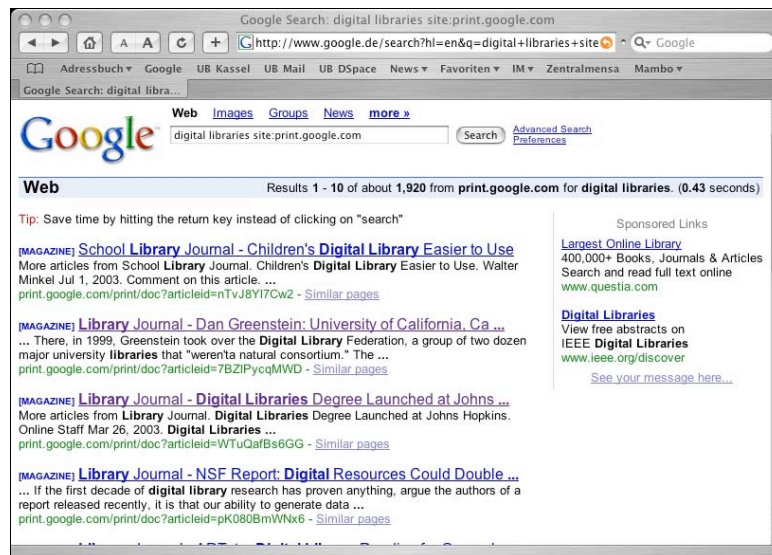 Google Search: digital libraries site:print.google.com
A A http://www.google.de/search?hl=en&q=digital+libraries+site Google
Adressbuch Google UB Kassel UB Mail UB DSpace News Favoriten IM Zentralmensa Mambo
Google Search: digital libra...
Web Images Groups News more »
Google™
digital libraries site:print.google.com Search Advanced Search
Preferences
Web Results 1 - 10 of about 1,920 from print.google.com for digital libraries. (0.43 seconds)
Tip: Save time by hitting the return key instead of clicking on "search"
[MAGAZINE] School Library Journal - Children's Digital Library Easier to Use
More articles from School Library Journal. Children's Digital Library Easier to Use. Walter
Minkel Jul 1, 2003. Comment on this article. ...
print.google.com/print/doc?articleid=nTvJ8YI7Cw2 - Similar pages
[MAGAZINE] Library Journal - Dan Greenstein: University of California, Ca ...
... There, in 1999, Greenstein took over the Digital Library Federation, a group of two dozen
major university libraries that "weren'ta natural consortium." The ...
print.google.com/print/doc?articleid=7BZIPycqMWD - Similar pages
[MAGAZINE] Library Journal - Digital Libraries Degree Launched at Johns ...
More articles from Library Journal. Digital Libraries Degree Launched at Johns Hopkins.
Online Staff Mar 26, 2003. Digital Libraries ...
print.google.com/print/doc?articleid=WTuQafBs6GG - Similar pages
[MAGAZINE] Library Journal - NSF Report: Digital Resources Could Double ...
... If the first decade of digital library research has proven anything, argue the authors of a
report released recently, it is that our ability to generate data ...
print.google.com/print/doc?articleid=pK080BmWNx6 - Similar pages
Sponsored Links
Largest Online Library
400,000+ Books, Journals & Articles
Search and read full text online
www.questia.com
Digital Libraries
View free abstracts on
IEEE Digital Libraries
www.ieee.org/discover
See your message here...